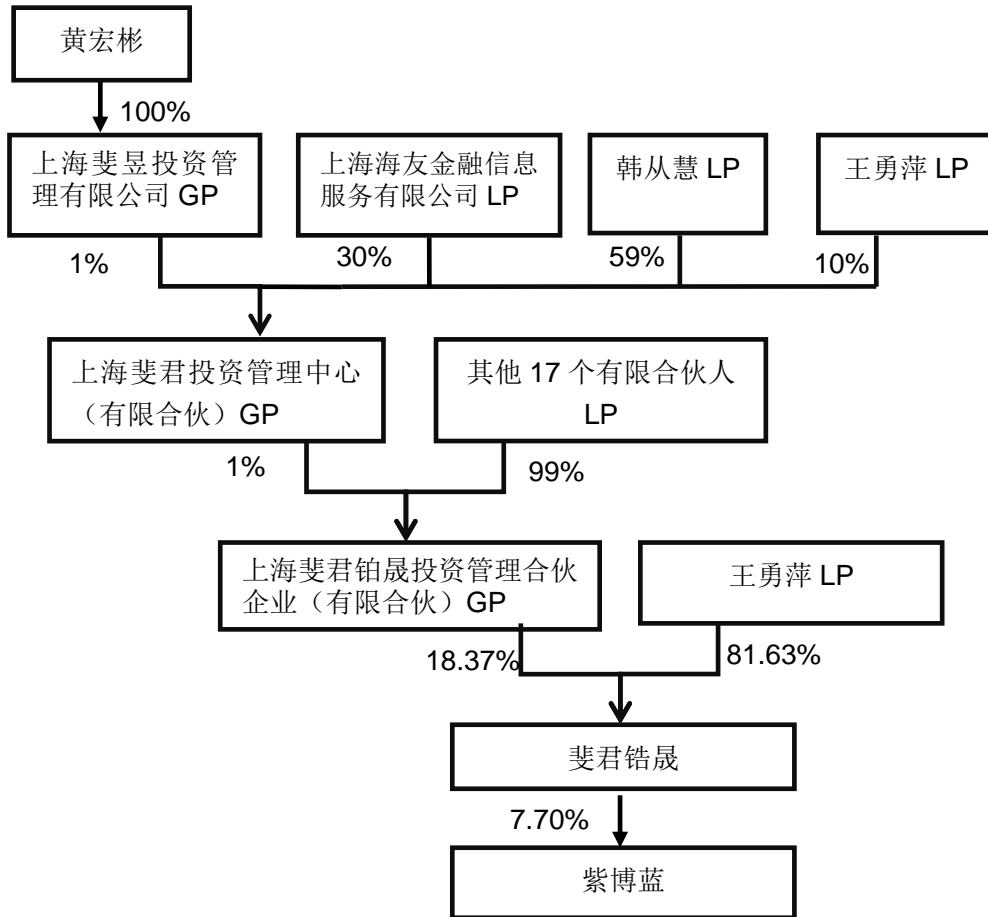 黄宏彬
100%
上海斐昱投资管
理有限公司 GP
上海海友金融信息
服务有限公司 LP
韩从慧 LP
王勇萍 LP
1%
30%
59%
10%
上海斐君投资管理中心
（有限合伙）GP
其他 17 个有限合伙人
LP
1%
99%
上海斐君铂晟投资管理合伙
企业（有限合伙）GP
王勇萍 LP
18.37%
81.63%
斐君锆晟
7.70%
紫博蓝